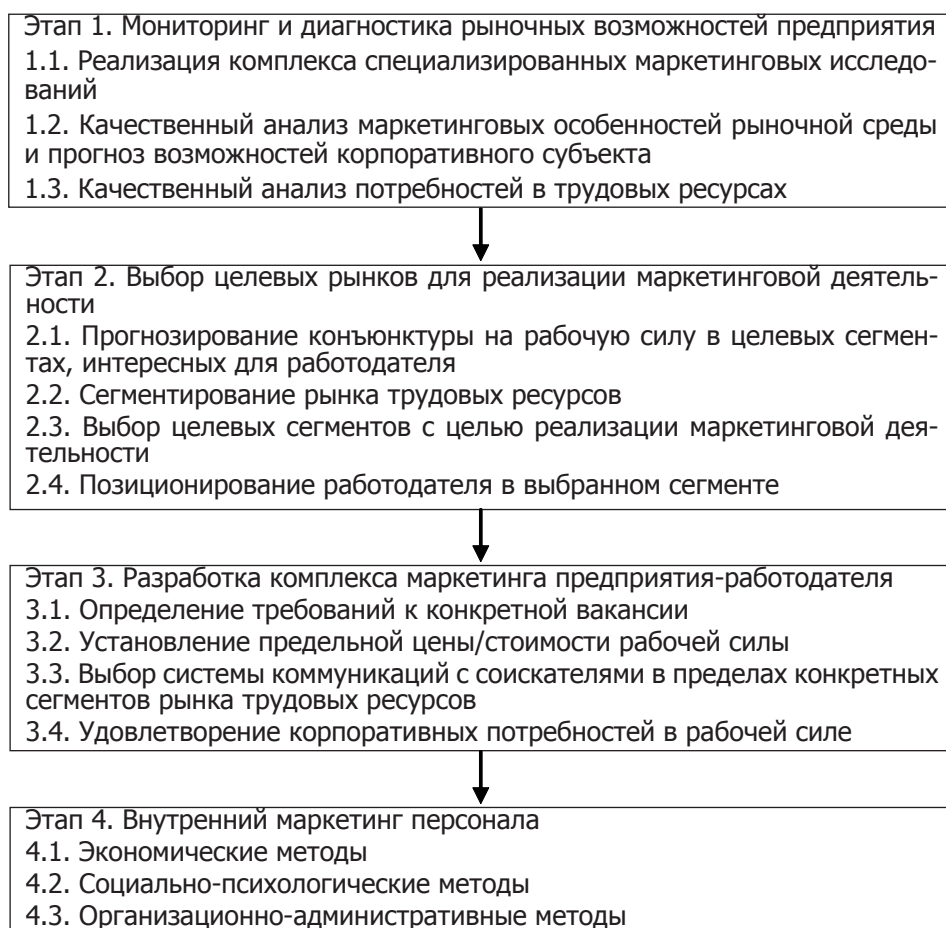 Этап 1. Мониторинг и диагностика рыночных возможностей предприятия
1.1. Реализация комплекса специализированных маркетинговых исследо-
ваний
1.2. Качественный анализ маркетинговых особенностей рыночной среды
и прогноз возможностей корпоративного субъекта
1.3. Качественный анализ потребностей в трудовых ресурсах
Этап 2. Выбор целевых рынков для реализации маркетинговой деятель-
ности
2.1. Прогнозирование конъюнктуры на рабочую силу в целевых сегмен-
тах, интересных для работодателя
2.2. Сегментирование рынка трудовых ресурсов
2.3. Выбор целевых сегментов с целью реализации маркетинговой дея-
тельности
2.4. Позиционирование работодателя в выбранном сегменте
Этап 3. Разработка комплекса маркетинга предприятия-работодателя
3.1. Определение требований к конкретной вакансии
3.2. Установление предельной цены/стоимости рабочей силы
3.3. Выбор системы коммуникаций с соискателями в пределах конкретных
сегментов рынка трудовых ресурсов
3.4. Удовлетворение корпоративных потребностей в рабочей силе
Этап 4. Внутренний маркетинг персонала
4.1. Экономические методы
4.2. Социально-психологические методы
4.3. Организационно-административные методы